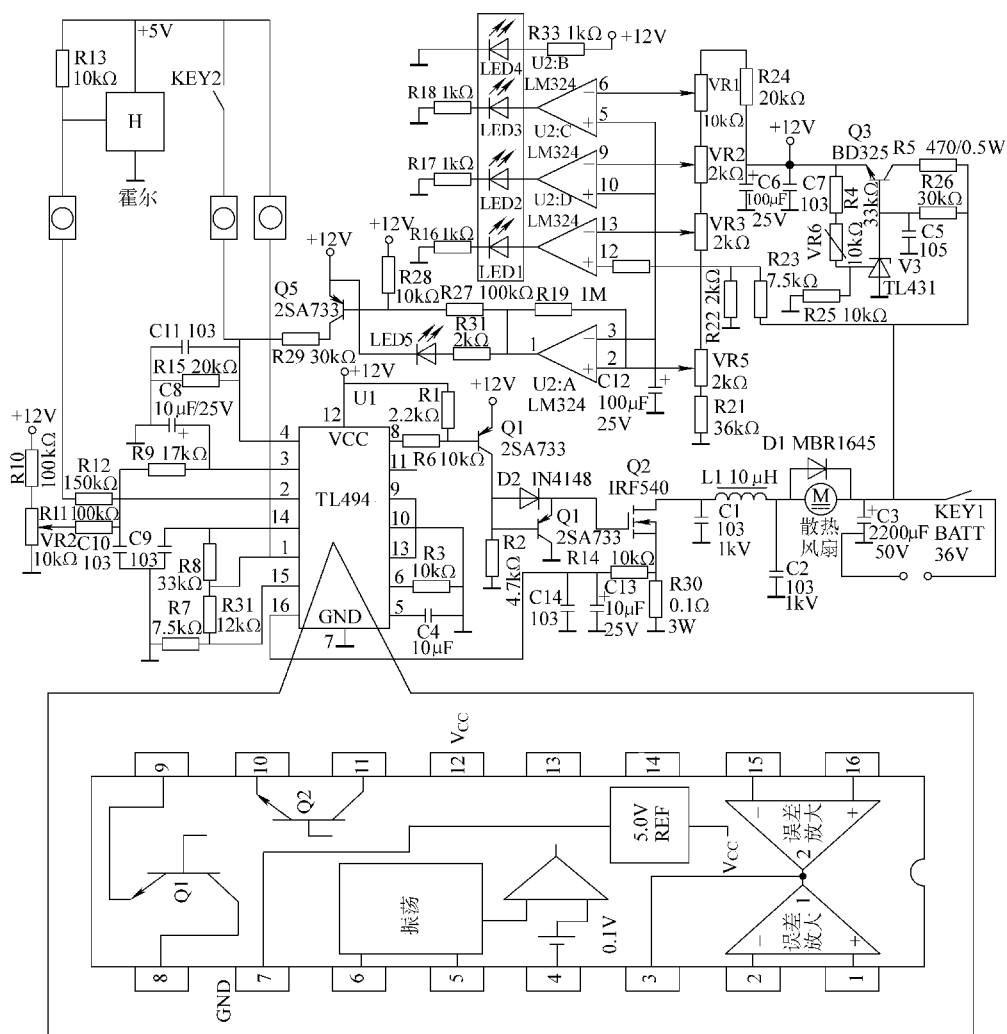 +5V
R13
10kΩ
KEY2
H
霍尔
R33 1kΩ
+12V
U2:B
LM324
LED4
R18 1kΩ
LED3
6
5
U2:C
LM324
R17 1kΩ
LED2
9
10
U2:D
LM324
R16 1kΩ
LED1
13
12
VR1
10kΩ
R24
20kΩ
VR2
2kΩ
VR3
2kΩ
+12V
C6
100μF
25V
C7
103
R4
33kΩ
Q3
BD325
R5 470/0.5W
R26
30kΩ
C5
105
VR6
10kΩ
V3
TL431
R25 10kΩ
R23
7.5kΩ
R22 2kΩ
+12V
+12V
Q5
2SA733
R28
10kΩ
100kΩ
R27
R19 1M
LED5
R31
2kΩ
1
3
2
U2:A
LM324
C12
100μF
25V
VR5
2kΩ
R21
36kΩ
C11 103
R15 20kΩ
C8
10μF/25V
R29 30kΩ
+12V
U1
+12V
R10
100kΩ
R9 17kΩ
R12
150kΩ
R11100kΩ
VR2
10kΩ
C10
103
C9
103
R8
33kΩ
R7
7.5kΩ
R31
12kΩ
4
3
2
14
1
15
16
12
VCC
TL494
GND
7
8
11
9
10
13
6
5
R1
2.2kΩ
R6 10kΩ
+12V
Q1
2SA733
D2
IN4148
Q1
2SA733
R3
10kΩ
C4
10μF
R2
4.7kΩ
Q2
IRF540
R14
10kΩ
C14
103
C13
10μF
25V
R30
0.1Ω
3W
L1 10μH
C1
103
1kV
C2
103
1kV
D1 MBR1645
M
散热
风扇
C3
2200μF
50V
KEY1
BATT
36V
9
10
11
12
VCC
13
14
15
16
Q2
Q1
5.0V
REF
VCC
振荡
0.1V
误差
放大
2
误差
放大
1
−
+
−
+
8
GND
7
6
5
4
3
2
1